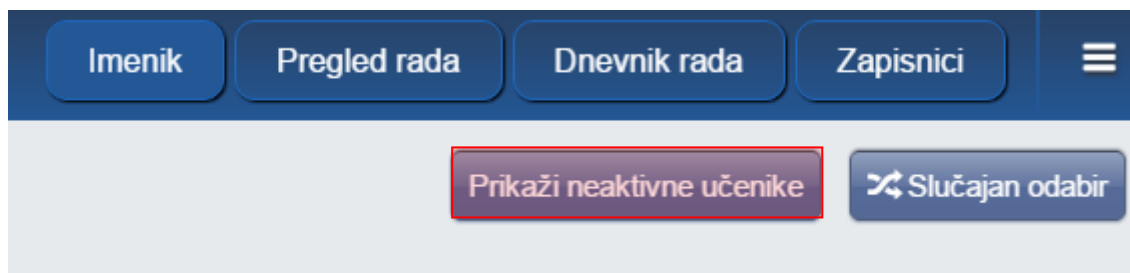 Imenik Pregled rada Dnevnik rada Zapisnici
Prikaži neaktivne učenike Slučajan odabir